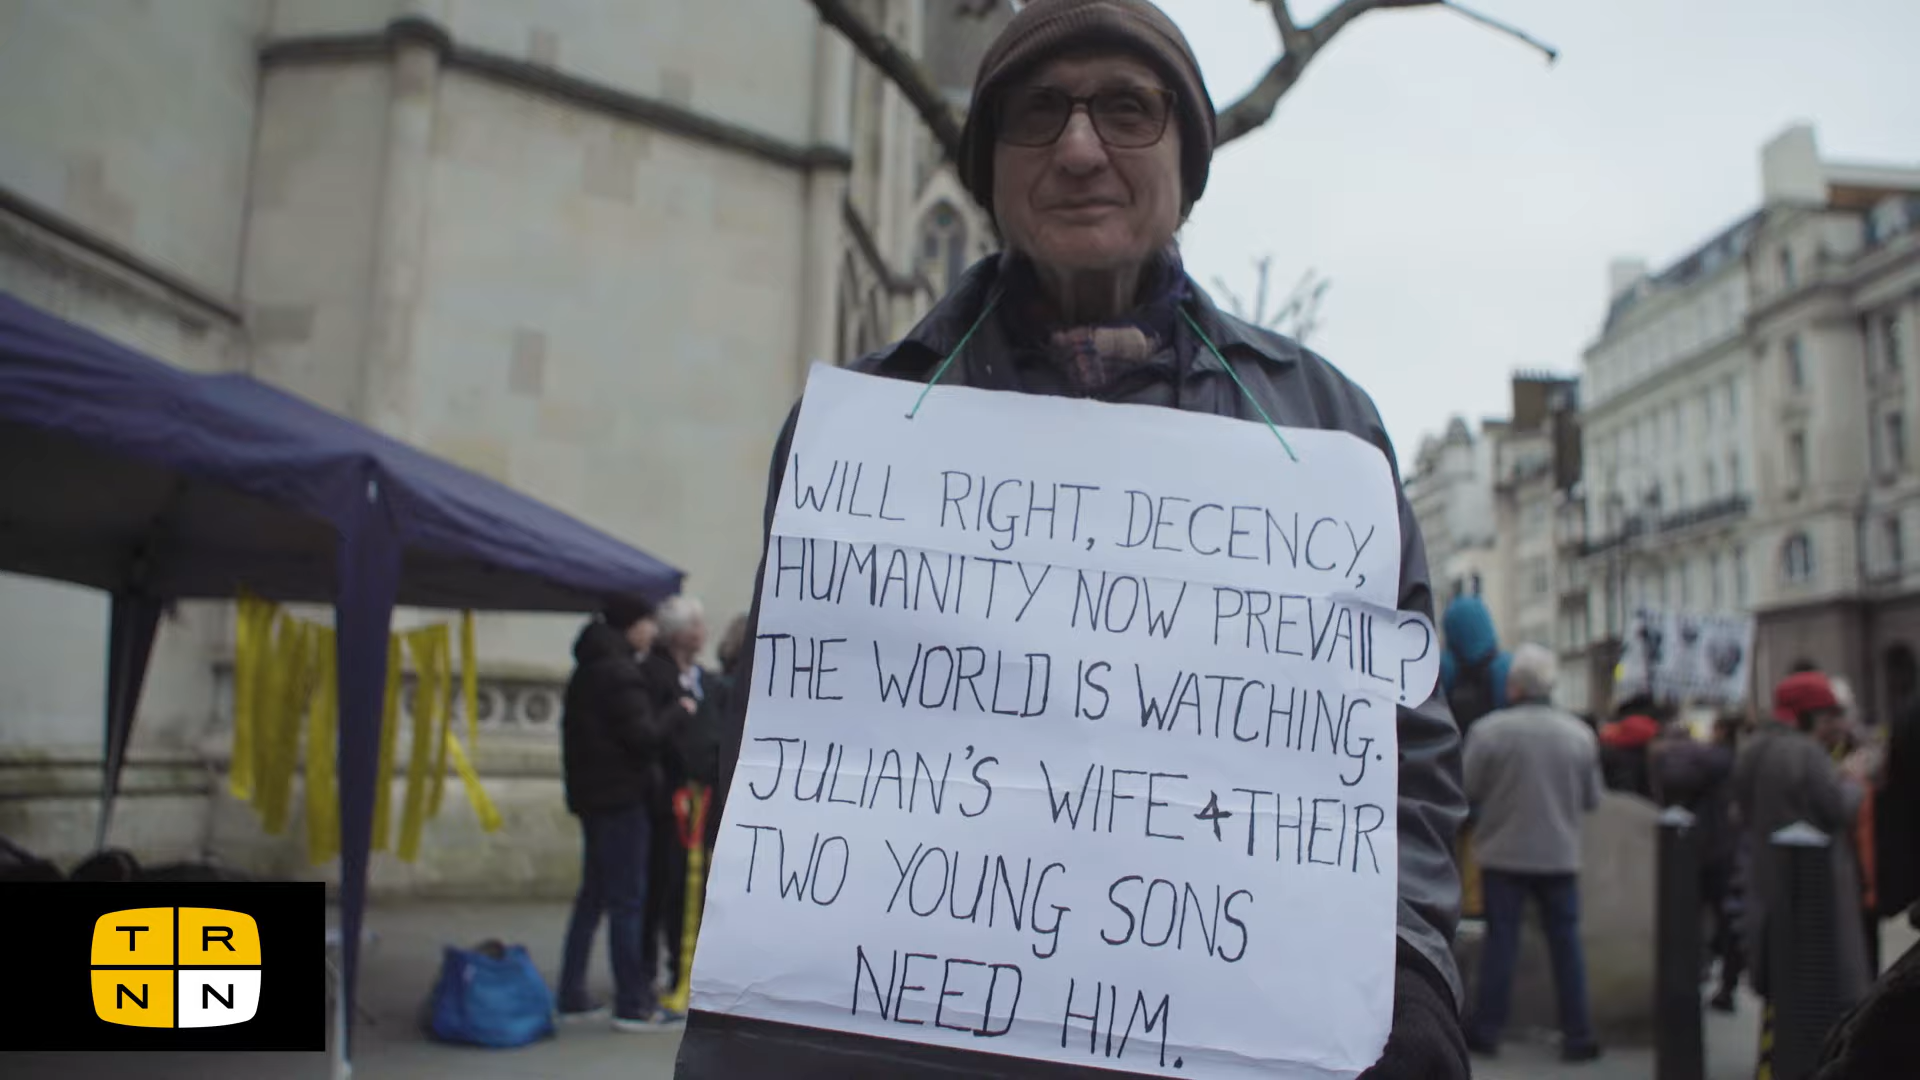 WILL RIGHT, DECENCY,
HUMANITY NOW PREVAIL?
THE WORLD IS WATCHING.
JULIAN'S WIFE & THEIR
TWO YOUNG SONS
NEED HIM.
T R
N N